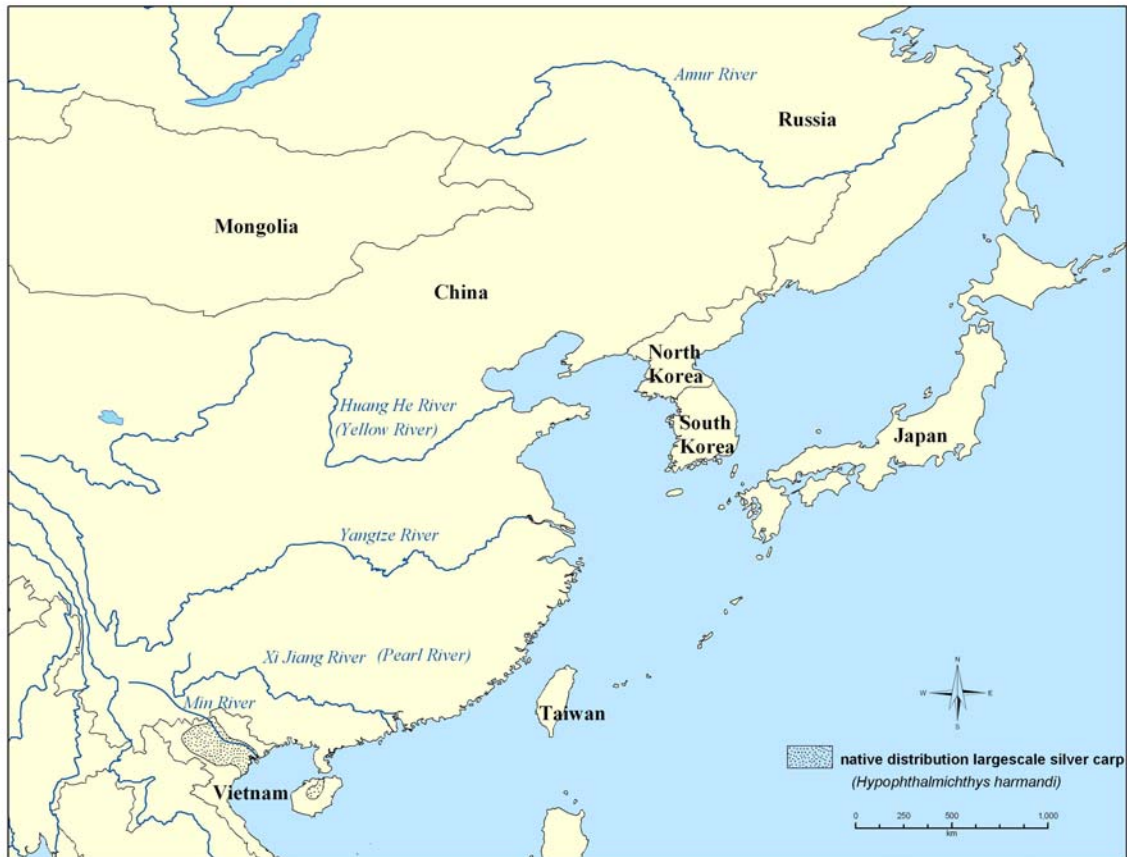 Amur River
Russia
Mongolia
China
North
Korea
Huang He River
(Yellow River)
South
Korea
Japan
Yangtze River
Xi Jiang River (Pearl River)
Min River
Taiwan
Vietnam
N
W E
S
native distribution largescale silver carp
(Hypophthalmichthys harmandi)
0 250 500 1,000
km